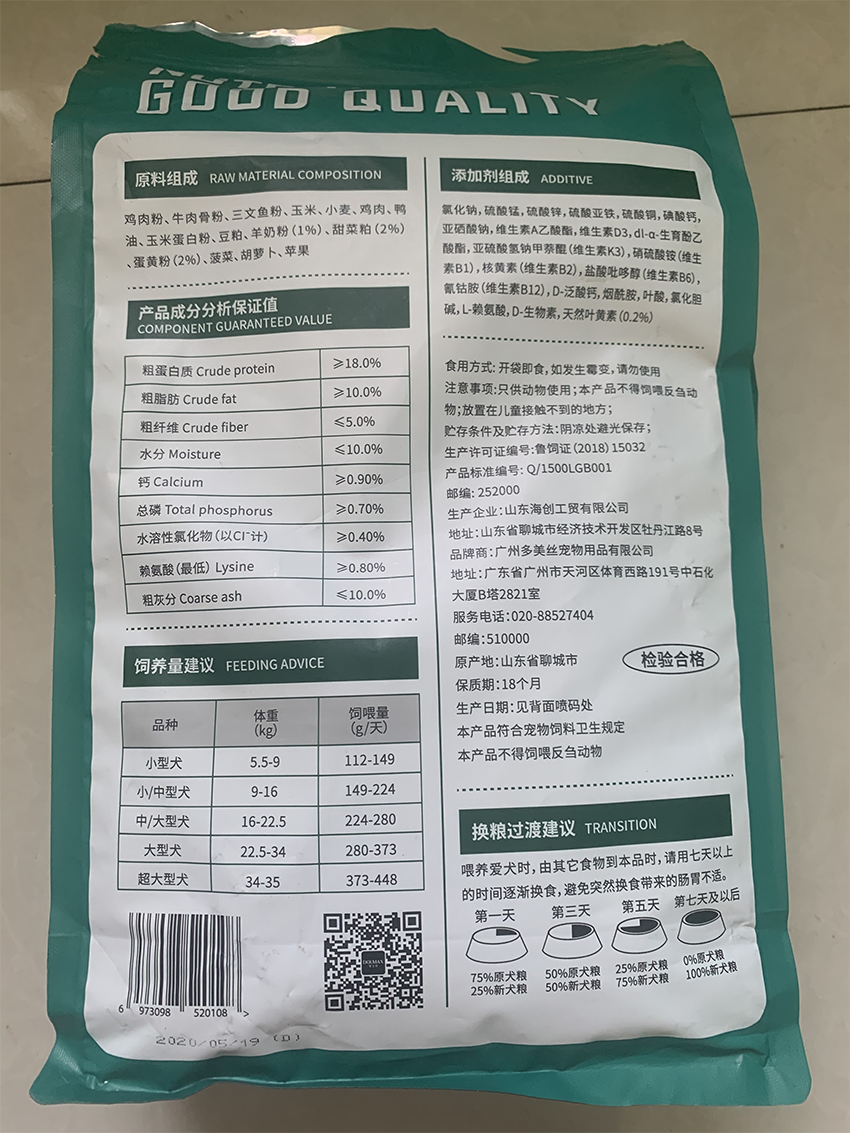 GOOD QUALITY
原料组成 RAW MATERIAL COMPOSITION
鸡肉粉、牛肉骨粉、三文鱼粉、玉米、小麦、鸡肉、鸭
油、玉米蛋白粉、豆粕、羊奶粉(1%)、甜菜粕(2%)
、蛋黄粉(2%)、菠菜、胡萝卜、苹果
产品成分分析保证值
COMPONENT GUARANTEED VALUE
粗蛋白质 Crude protein ≥18.0%
粗脂肪 Crude fat ≥10.0%
粗纤维 Crude fiber ≤5.0%
水分 Moisture ≤10.0%
钙 Calcium ≥0.90%
总磷 Total phosphorus ≥0.70%
水溶性氯化物(以Cl⁻计) ≥0.40%
赖氨酸(最低) Lysine ≥0.80%
粗灰分 Coarse ash ≤10.0%
饲养量建议 FEEDING ADVICE
品种 体重(kg) 饲喂量(g/天)
小型犬 5.5-9 112-149
小/中型犬 9-16 149-224
中/大型犬 16-22.5 224-280
大型犬 22.5-34 280-373
超大型犬 34-35 373-448
6 973098 520108 >
2020/05/19 (D)
添加剂组成 ADDITIVE
氯化钠,硫酸锰,硫酸锌,硫酸亚铁,硫酸铜,碘酸钙,
亚硒酸钠,维生素A乙酸酯,维生素D3,dl-α-生育酚乙
酸酯,亚硫酸氢钠甲萘醌(维生素K3),硝硫酸铵(维生
素B1),核黄素(维生素B2),盐酸吡哆醇(维生素B6),
氰钴胺(维生素B12),D-泛酸钙,烟酰胺,叶酸,氯化胆
碱,L-赖氨酸,D-生物素,天然叶黄素(0.2%)
食用方式:开袋即食,如发生霉变,请勿使用
注意事项:只供动物使用;本产品不得饲喂反刍动
物;放置在儿童接触不到的地方;
贮存条件及贮存方法:阴凉处避光保存;
生产许可证编号:鲁饲证(2018)15032
产品标准编号: Q/1500LGB001
邮编: 252000
生产企业:山东海创工贸有限公司
地址:山东省聊城市经济技术开发区牡丹江路8号
品牌商:广州多美丝宠物用品有限公司
地址:广东省广州市天河区体育西路191号中石化
大厦B塔2821室
服务电话:020-88527404
邮编:510000
原产地:山东省聊城市
检验合格
保质期:18个月
生产日期:见背面喷码处
本产品符合宠物饲料卫生规定
本产品不得饲喂反刍动物
换粮过渡建议 TRANSITION
喂养爱犬时,由其它食物到本品时,请用七天以上
的时间逐渐换食,避免突然换食带来的肠胃不适。
第一天 第三天 第五天 第七天及以后
75%原犬粮 50%原犬粮 25%原犬粮 0%原犬粮
25%新犬粮 50%新犬粮 75%新犬粮 100%新犬粮